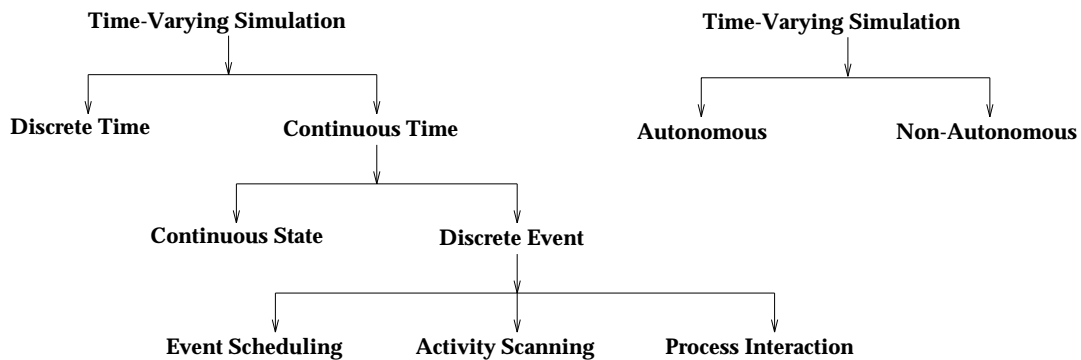 Time-Varying Simulation
Time-Varying Simulation
Discrete Time
Continuous Time
Autonomous
Non-Autonomous
Continuous State
Discrete Event
Event Scheduling
Activity Scanning
Process Interaction